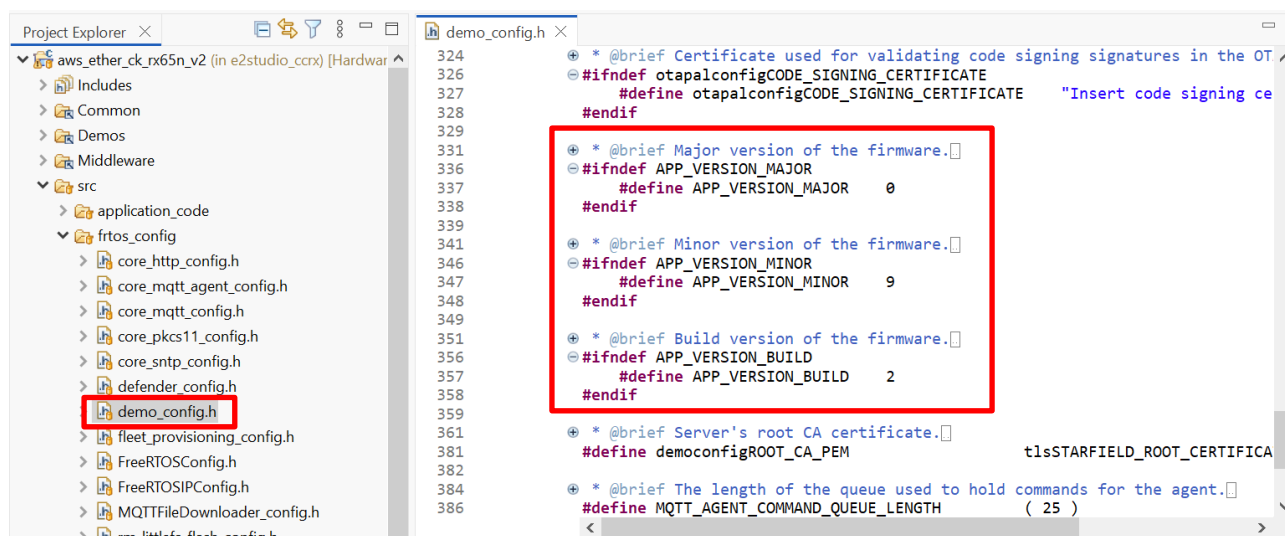 Project Explorer
aws_ether_ck_rx65n_v2 (in e2studio_ccrx) [Hardwar
Includes
Common
Demos
Middleware
src
application_code
frtos_config
core_http_config.h
core_mqtt_agent_config.h
core_mqtt_config.h
core_pkcs11_config.h
core_sntp_config.h
defender_config.h
demo_config.h
fleet_provisioning_config.h
FreeRTOSConfig.h
FreeRTOSIPConfig.h
MQTTFileDownloader_config.h
demo_config.h
324 * @brief Certificate used for validating code signing signatures in the OT
326 #ifndef otapalconfigCODE_SIGNING_CERTIFICATE
327 #define otapalconfigCODE_SIGNING_CERTIFICATE "Insert code signing ce
328 #endif
329
331 * @brief Major version of the firmware.
336 #ifndef APP_VERSION_MAJOR
337 #define APP_VERSION_MAJOR 0
338 #endif
339
341 * @brief Minor version of the firmware.
346 #ifndef APP_VERSION_MINOR
347 #define APP_VERSION_MINOR 9
348 #endif
349
351 * @brief Build version of the firmware.
356 #ifndef APP_VERSION_BUILD
357 #define APP_VERSION_BUILD 2
358 #endif
359
361 * @brief Server's root CA certificate.
381 #define democonfigROOT_CA_PEM tlsSTARFIELD_ROOT_CERTIFICA
382
384 * @brief The length of the queue used to hold commands for the agent.
386 #define MQTT_AGENT_COMMAND_QUEUE_LENGTH ( 25 )